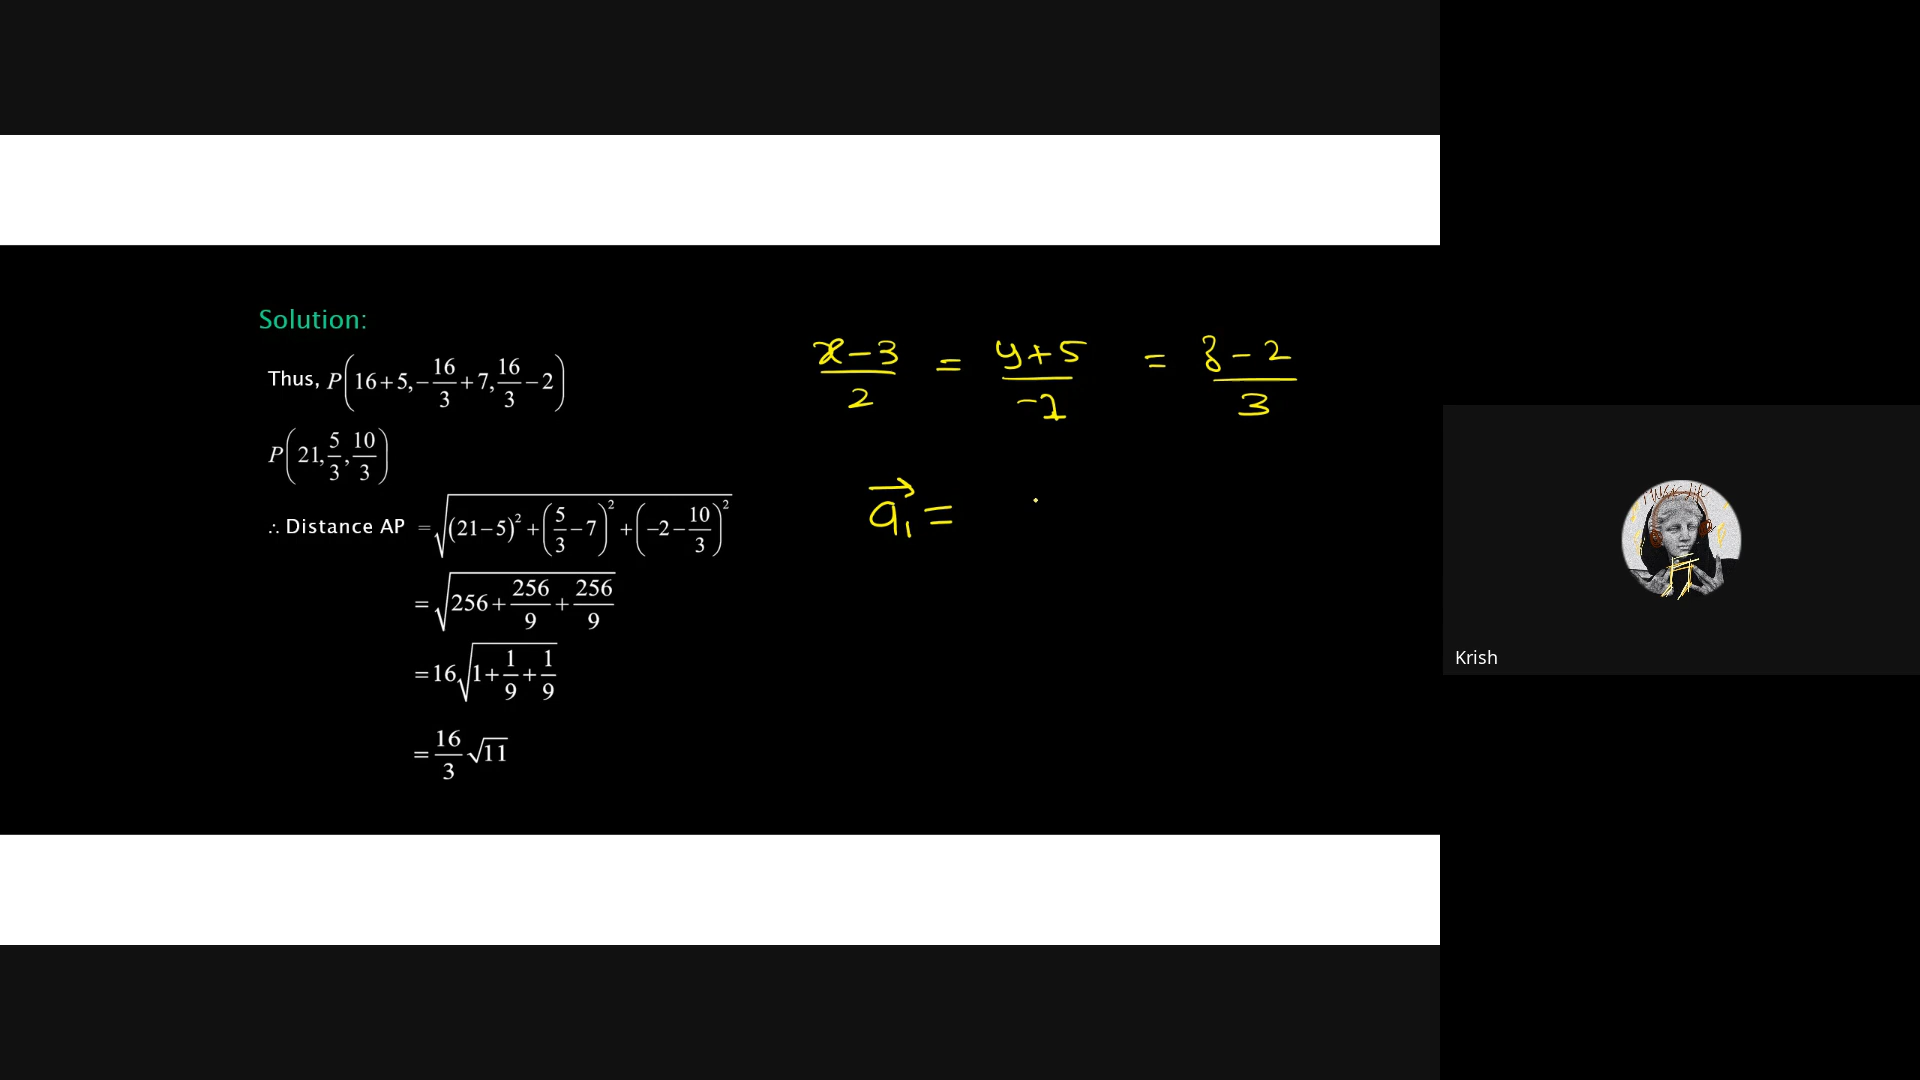 Solution:
Thus, P(16+5, -16/3+7, 16/3-2)
P(21, 5/3, 10/3)
∴ Distance AP = √((21-5)²+(5/3-7)²+(-2-10/3)²)
= √(256+256/9+256/9)
= 16√(1+1/9+1/9)
= 16/3 √11
(x-3)/2 = (y+5)/-1 = (z-2)/3
a⃗₁ =
Krish